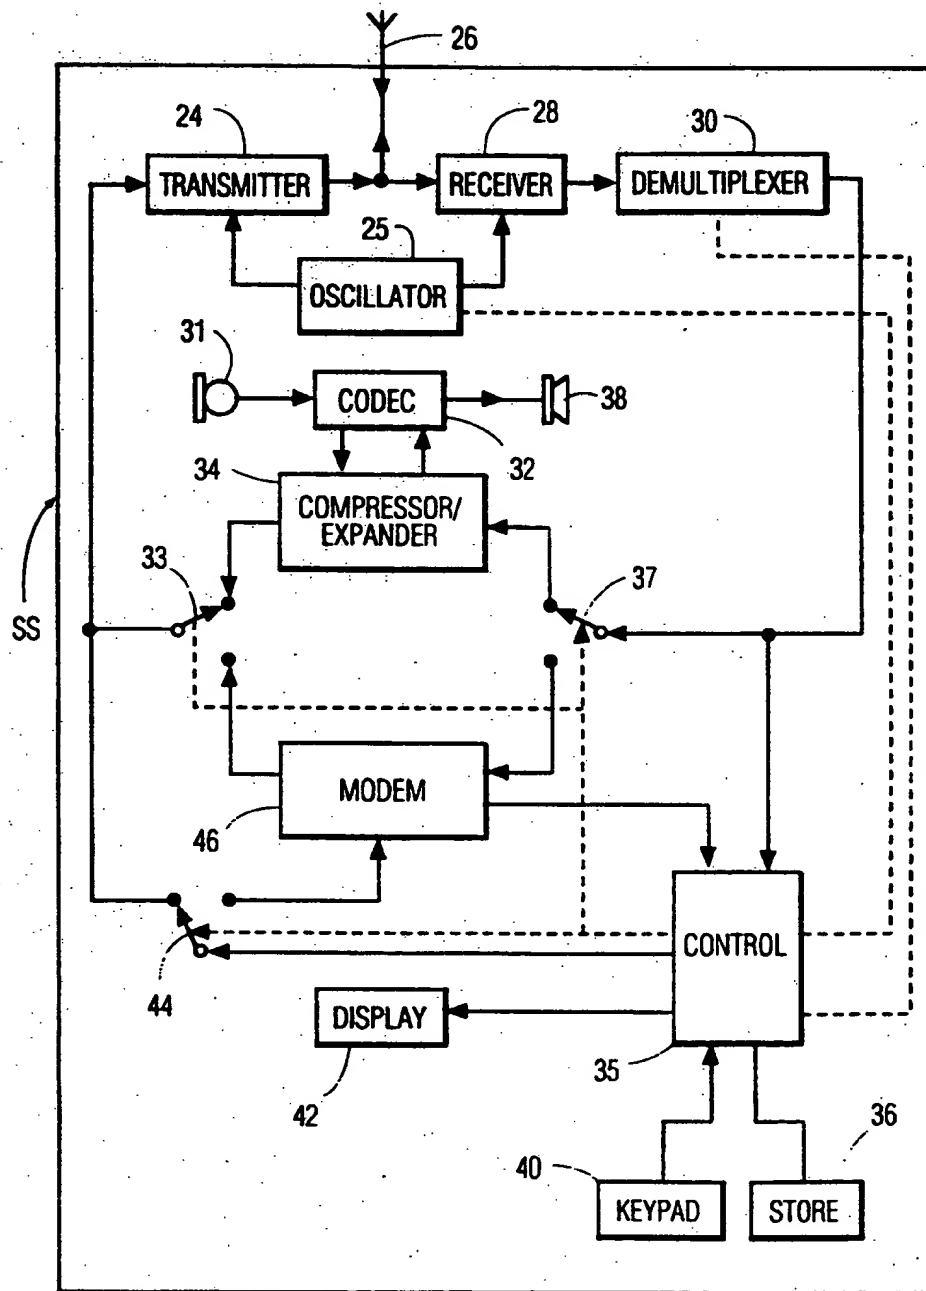 26
24
28
30
TRANSMITTER
RECEIVER
DEMULTIPLEXER
25
OSCILLATOR
31
CODEC
38
32
34
COMPRESSOR/
EXPANDER
33
37
SS
MODEM
46
CONTROL
44
DISPLAY
35
42
36
40
KEYPAD
STORE